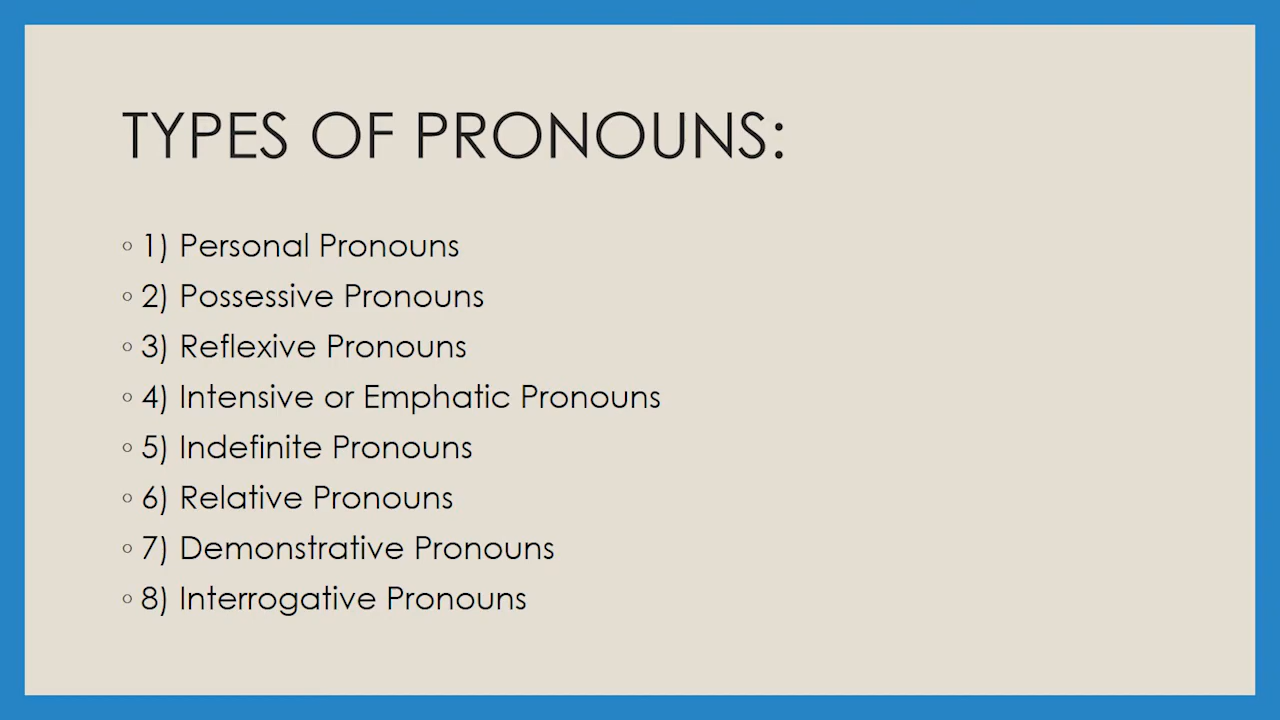 TYPES OF PRONOUNS:
◦ 1) Personal Pronouns
◦ 2) Possessive Pronouns
◦ 3) Reflexive Pronouns
◦ 4) Intensive or Emphatic Pronouns
◦ 5) Indefinite Pronouns
◦ 6) Relative Pronouns
◦ 7) Demonstrative Pronouns
◦ 8) Interrogative Pronouns